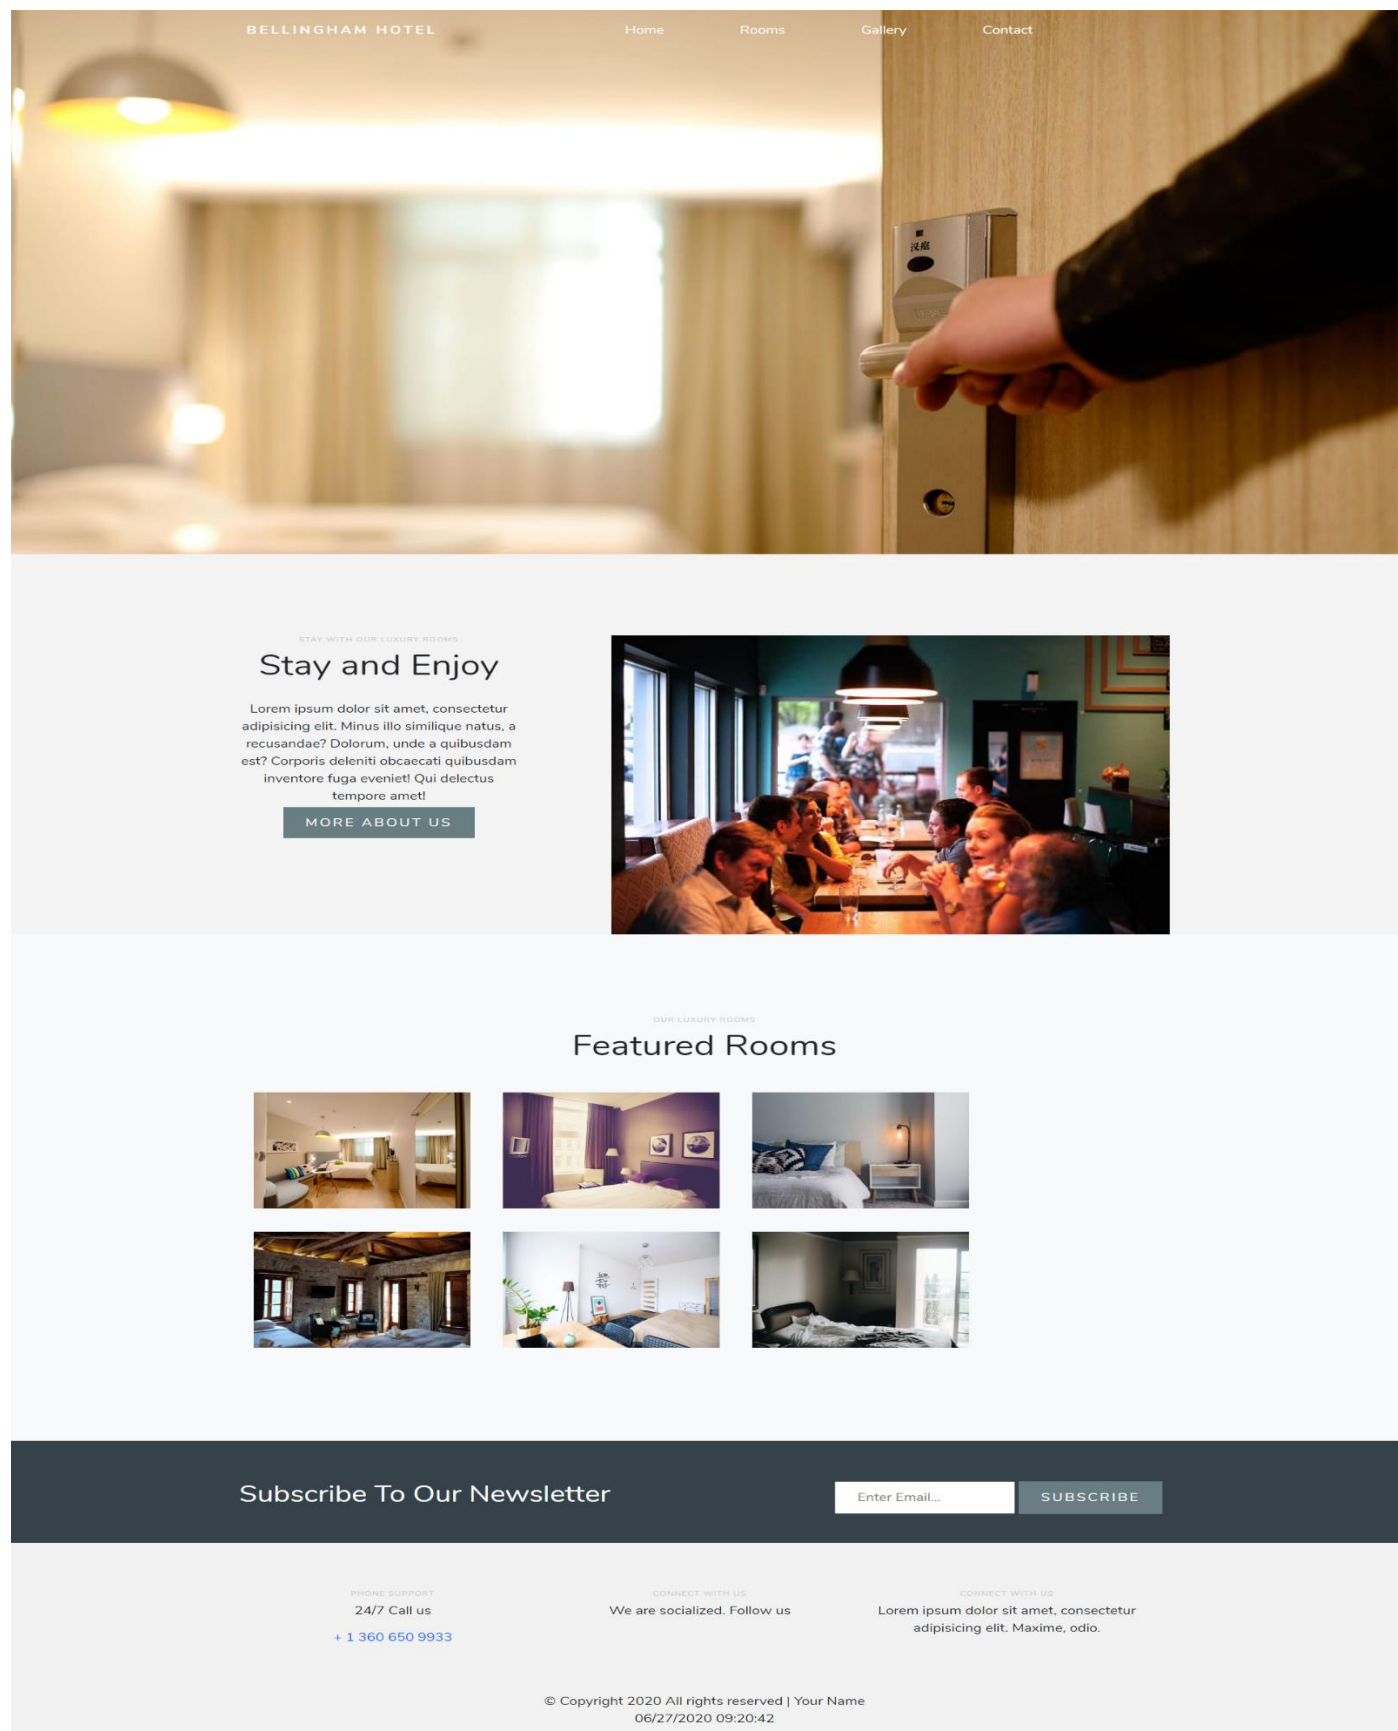 BELLINGHAM HOTEL Home Rooms Gallery Contact
汉庭
STAY WITH OUR LUXURY ROOMS
Stay and Enjoy
Lorem ipsum dolor sit amet, consectetur
adipisicing elit. Minus illo similique natus, a
recusandae? Dolorum, unde a quibusdam
est? Corporis deleniti obcaecati quibusdam
inventore fuga eveniet! Qui delectus
tempore amet!
MORE ABOUT US
OUR LUXURY ROOMS
Featured Rooms
Subscribe To Our Newsletter
Enter Email... SUBSCRIBE
PHONE SUPPORT
24/7 Call us
+ 1 360 650 9933
CONNECT WITH US
We are socialized. Follow us
CONNECT WITH US
Lorem ipsum dolor sit amet, consectetur
adipisicing elit. Maxime, odio.
© Copyright 2020 All rights reserved | Your Name
06/27/2020 09:20:42